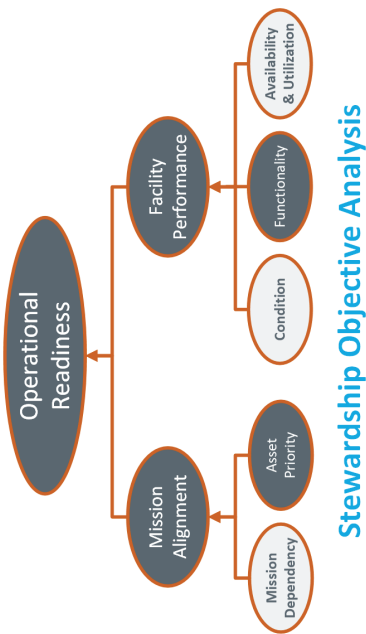 Operational
Readiness
Mission
Alignment
Facility
Performance
Mission
Dependency
Asset
Priority
Condition
Functionality
Availability
& Utilization
Stewardship Objective Analysis